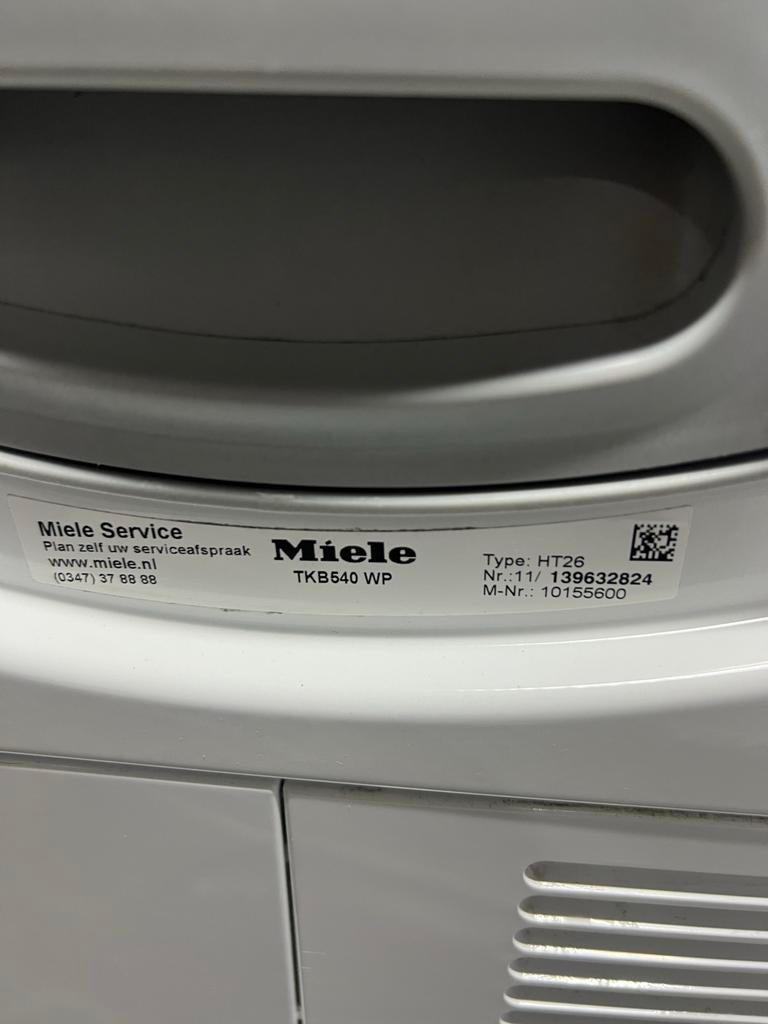 Miele Service
Plan zelf uw serviceafspraak
www.miele.nl
(0347) 37 88 88
Miele
TKB540 WP
Type: HT26
Nr.:11/ 139632824
M-Nr.: 10155600